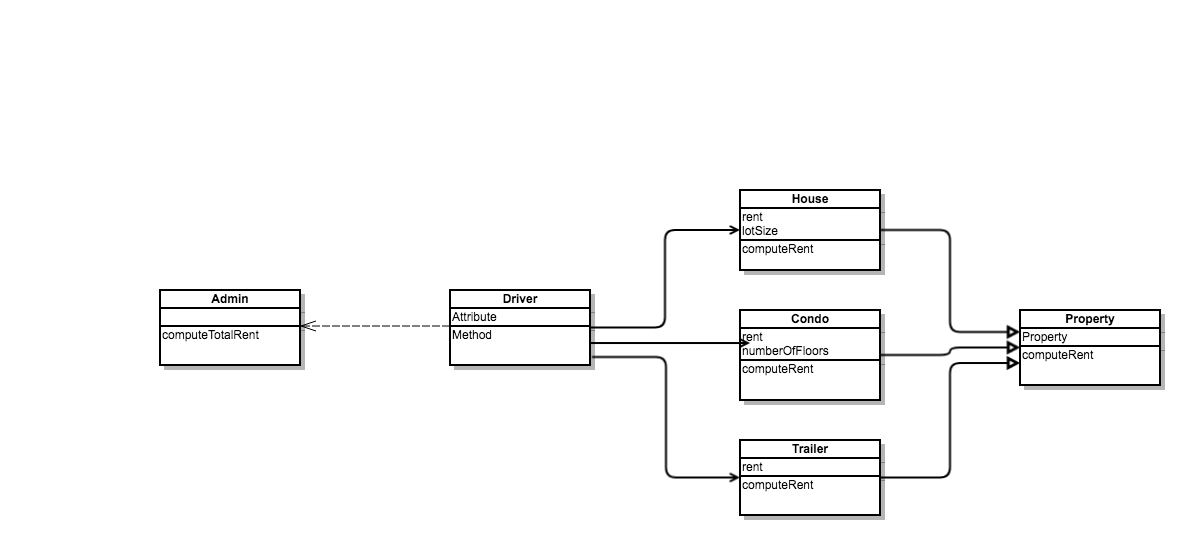 Admin
computeTotalRent
Driver
Attribute
Method
House
rent
lotSize
computeRent
Condo
rent
numberOfFloors
computeRent
Trailer
rent
computeRent
Property
Property
computeRent